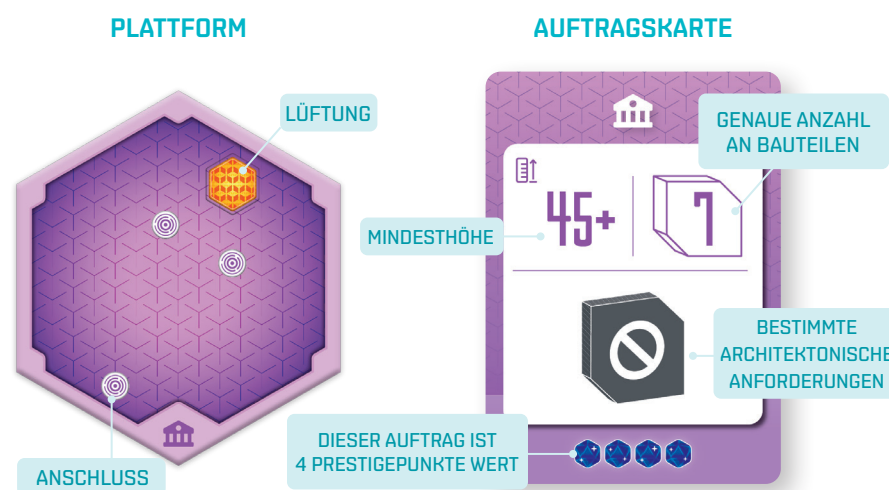 PLATTFORM
LÜFTUNG
ANSCHLUSS
AUFTRAGSKARTE
GENAUE ANZAHL
AN BAUTEILEN
45+
7
MINDESTHÖHE
BESTIMMTE
ARCHITEKTONISCHE
ANFORDERUNGEN
DIESER AUFTRAG IST
4 PRESTIGEPUNKTE WERT